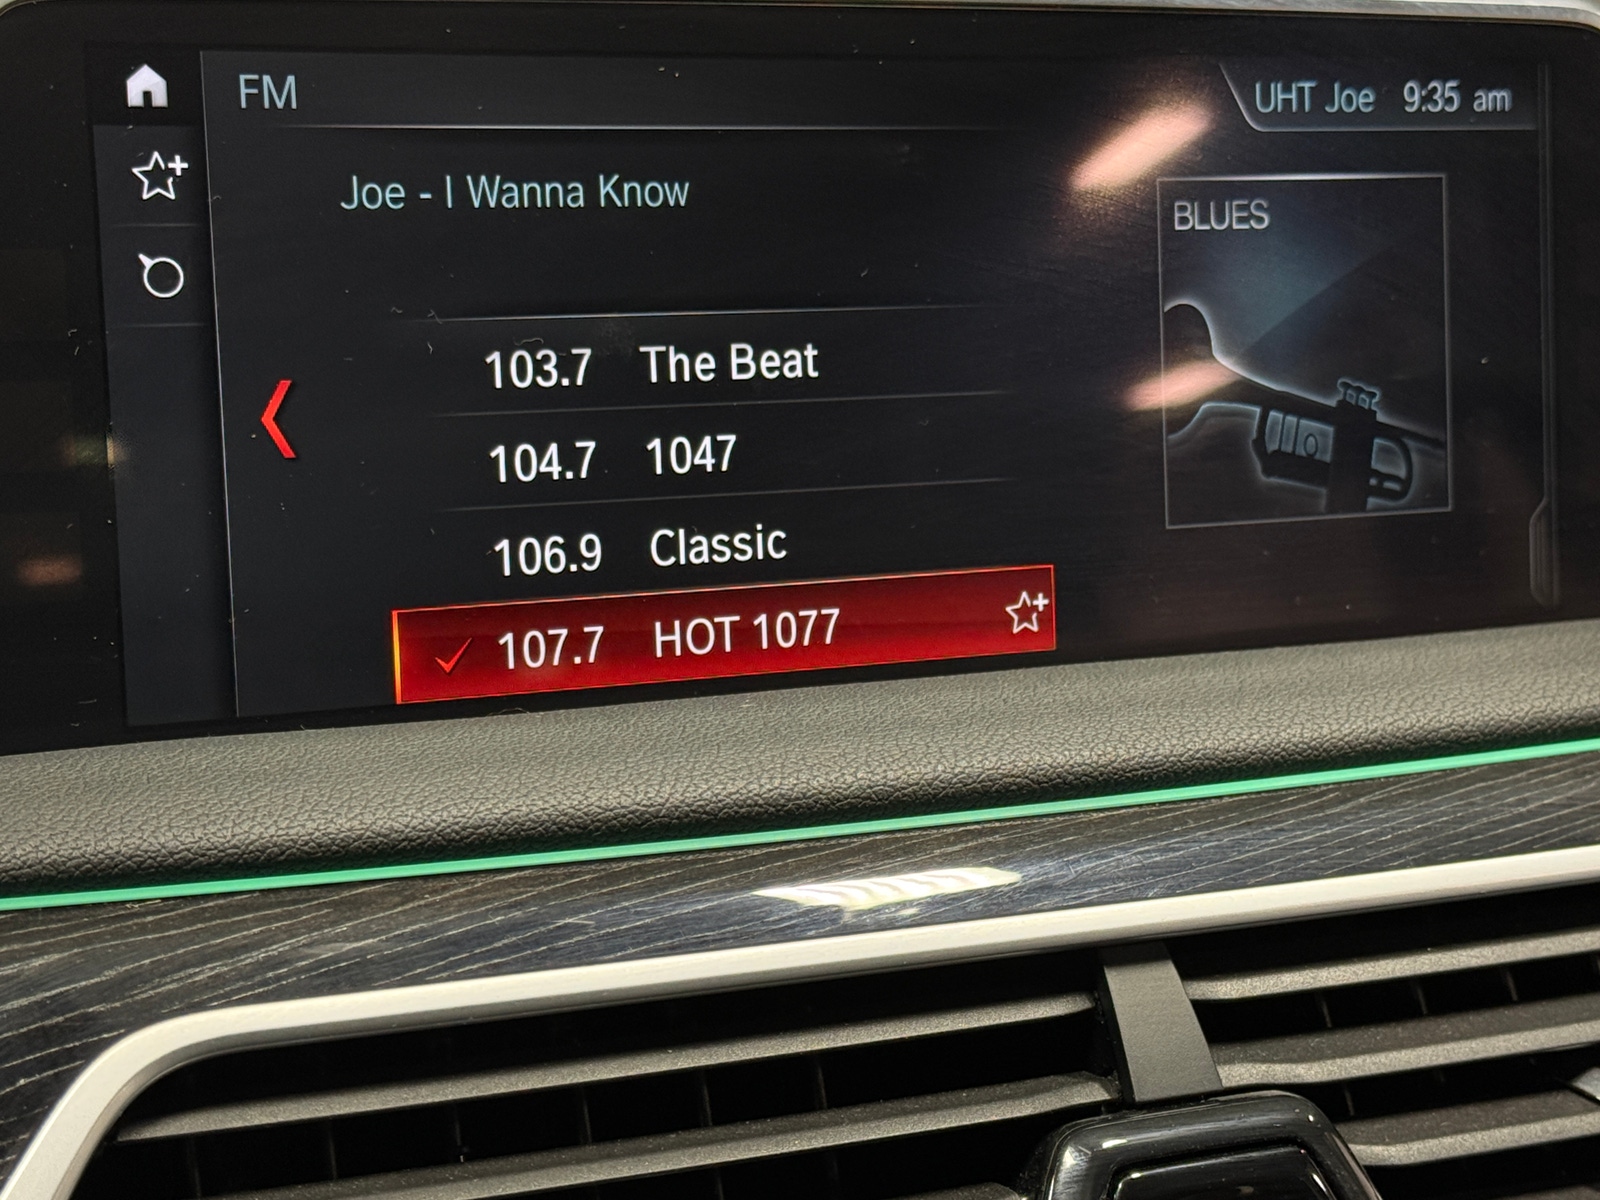 FM
UHT Joe 9:35 am
Joe - I Wanna Know
BLUES
103.7 The Beat
104.7 1047
106.9 Classic
107.7 HOT 1077